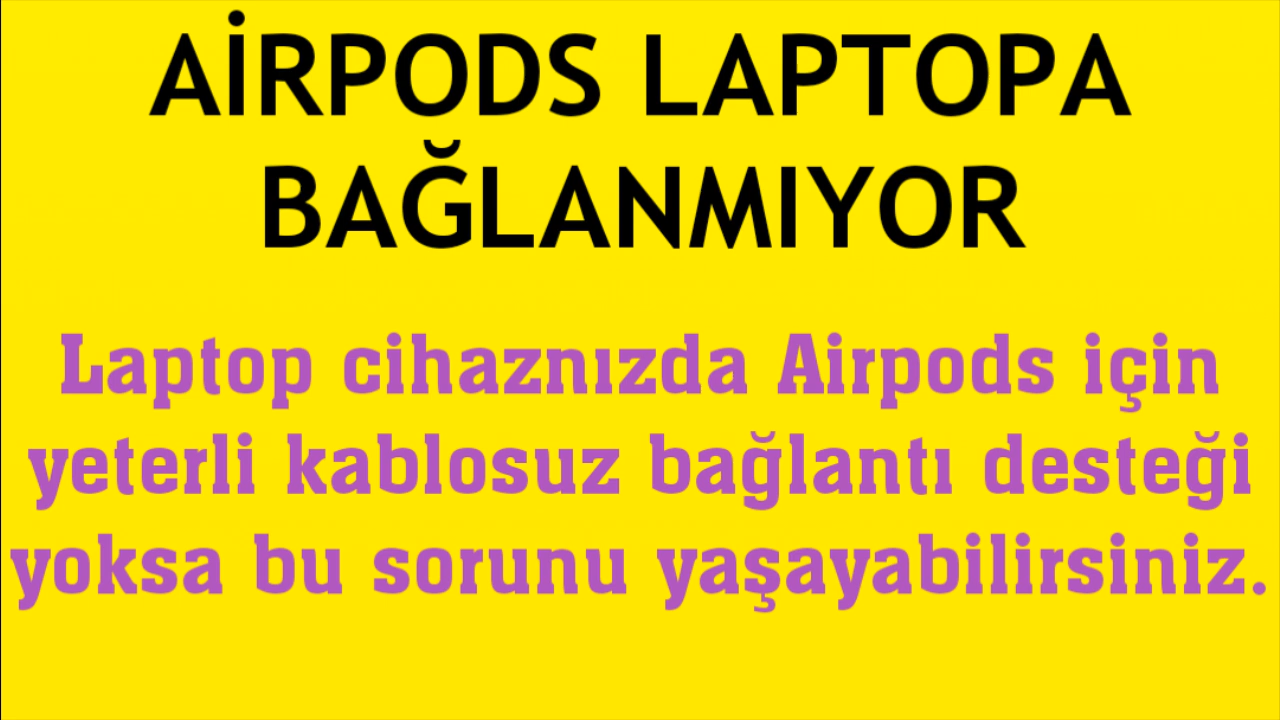 AİRPODS LAPTOPA
BAĞLANMIYOR
Laptop cihaznızda Airpods için
yeterli kablosuz bağlantı desteği
yoksa bu sorunu yaşayabilirsiniz.